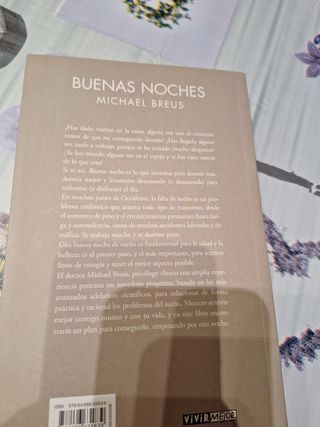 BUENAS NOCHES
MICHAEL BREUS
¿Has dado vueltas en la cama alguna vez con el creciente
temor de que no conseguirías dormir? ¿Has llegado alguna
vez tarde a trabajar porque te ha costado mucho despertar?
¿Te has mirado alguna vez en el espejo y te has visto mayor
de lo que eres?
Si es así, Buenas noches es lo que necesitas para dormir más,
dormir mejor y levantarte descansado (o descansada) para
enfrentar (y disfrutar) el día.
En muchos países de Occidente, la falta de sueño es un pro-
blema endémico que acarrea todo tipo de trastornos, desde
el aumento de peso y el envejecimiento prematuro hasta fatiga
y somnolencia, causa de muchos accidentes laborales y de
tráfico. Se trabaja mucho y se duerme poco.
Una buena noche de sueño es fundamental para la salud y la
belleza; es el primer paso, y el más importante, para sentirse
lleno de energía y tener el mejor aspecto posible.
El doctor Michael Breus, psicólogo clínico con amplia expe-
riencia, presenta un novedoso programa, basado en los más
avanzados adelantos científicos, para solucionar de forma
práctica y racional los problemas del sueño. Mereces sentirte
mejor contigo mismo y con tu vida, y en este libro encon-
trarás un plan para conseguirlo, empezando por esta noche.
ViViR MEJOR